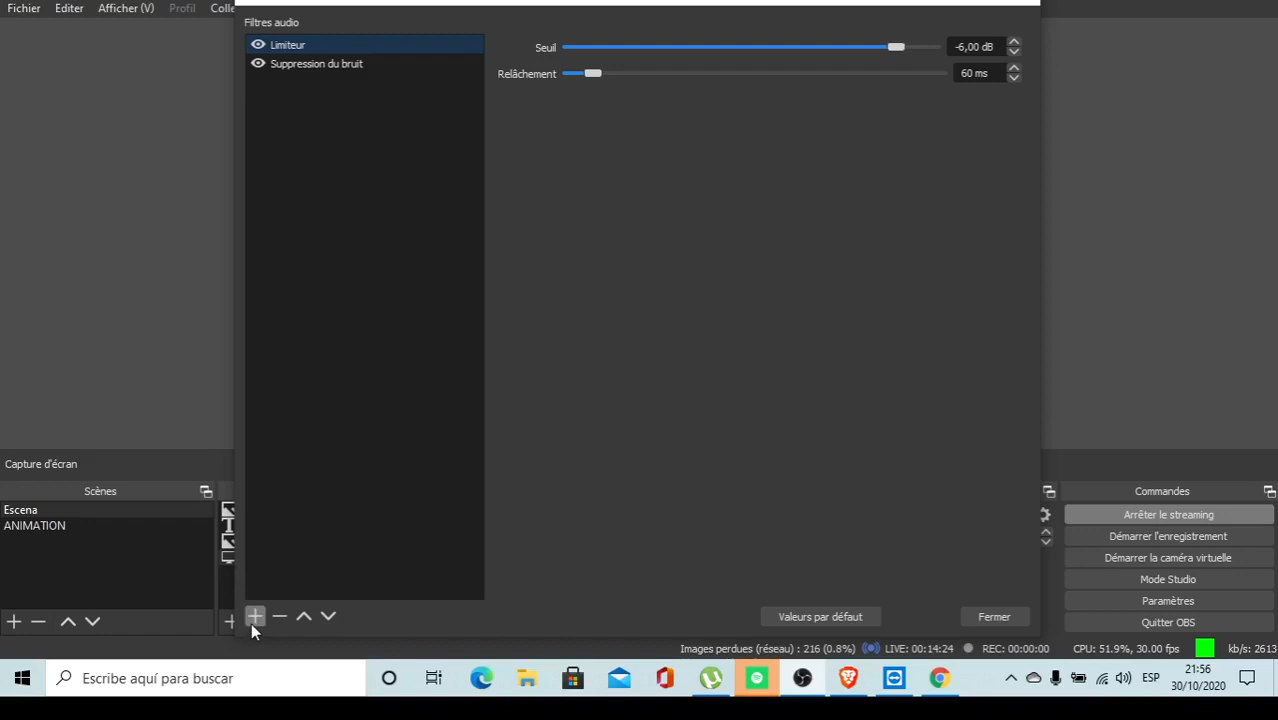 Fichier Editer Afficher (V) Profil Colle
Filtres audio
Limiteur
Suppression du bruit
Seuil -6,00 dB
Relâchement 60 ms
Capture d'écran
Scènes
Escena
ANIMATION
Commandes
Arrêter le streaming
Démarrer l'enregistrement
Démarrer la caméra virtuelle
Mode Studio
Paramètres
Quitter OBS
Valeurs par défaut
Fermer
Images perdues (réseau) : 216 (0.8%) LIVE: 00:14:24 REC: 00:00:00 CPU: 51.9%, 30.00 fps kb/s: 2613
Escribe aquí para buscar
ESP
21:56
30/10/2020